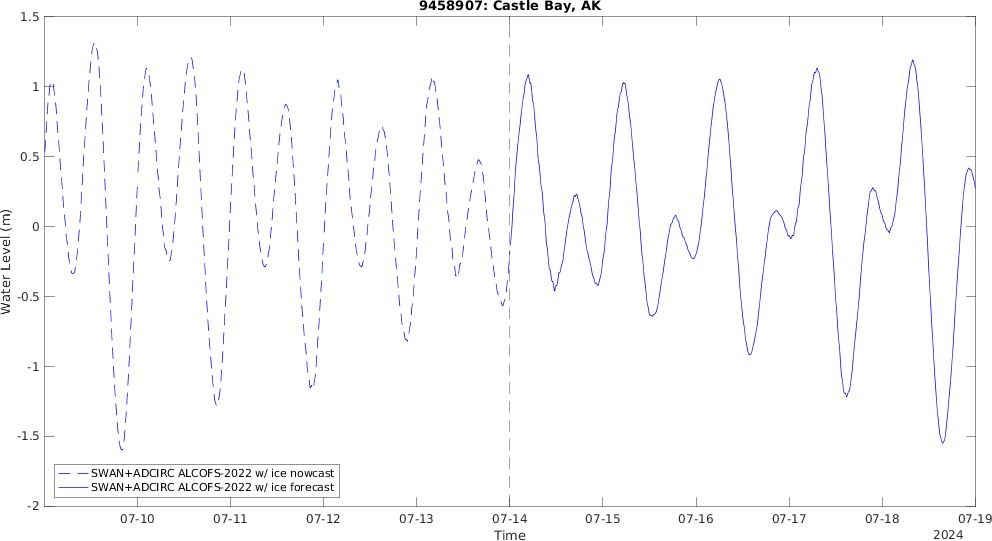 9458907: Castle Bay, AK
1.5
1
0.5
0
-0.5
-1
-1.5
-2
Water Level (m)
SWAN+ADCIRC ALCOFS-2022 w/ ice nowcast
SWAN+ADCIRC ALCOFS-2022 w/ ice forecast
07-10 07-11 07-12 07-13 07-14 07-15 07-16 07-17 07-18 07-19
Time
2024